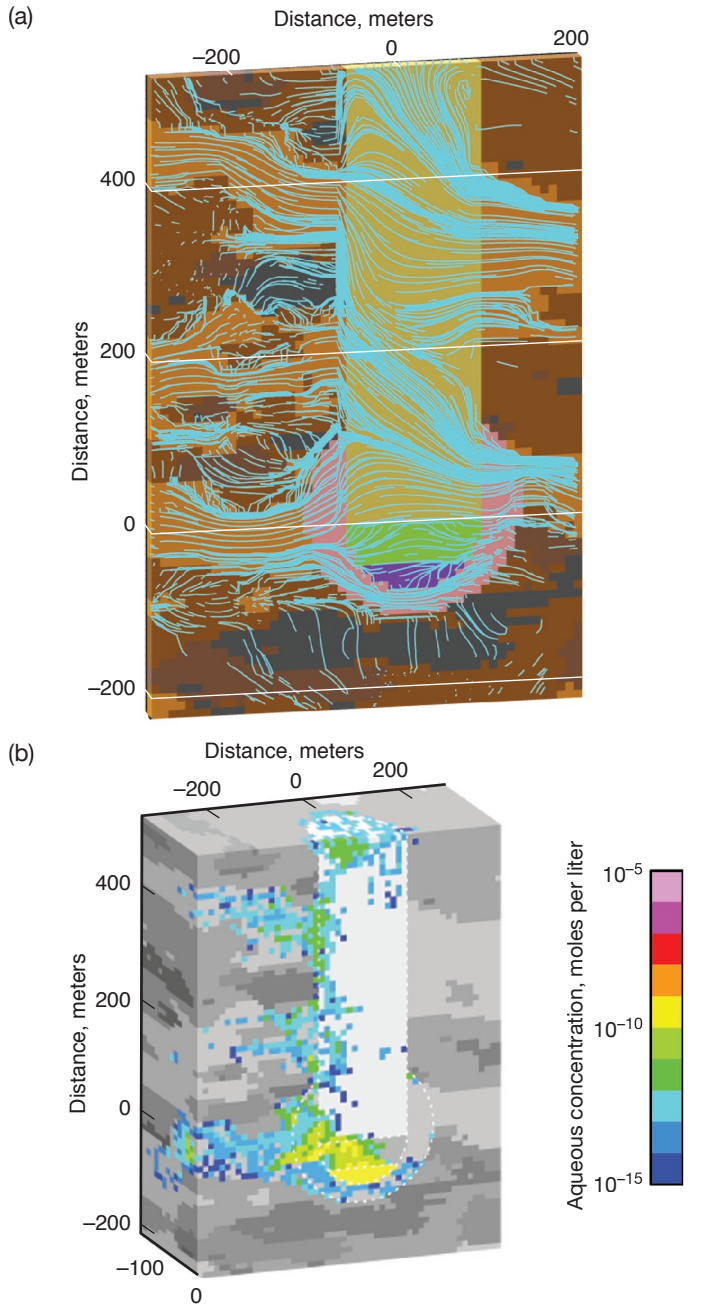 (a)
Distance, meters
–200 0 200
400
200
0
–200
Distance, meters
(b)
Distance, meters
–200 0 200
400
200
0
–200
Distance, meters
–100
0
Aqueous concentration, moles per liter
10–5
10–10
10–15